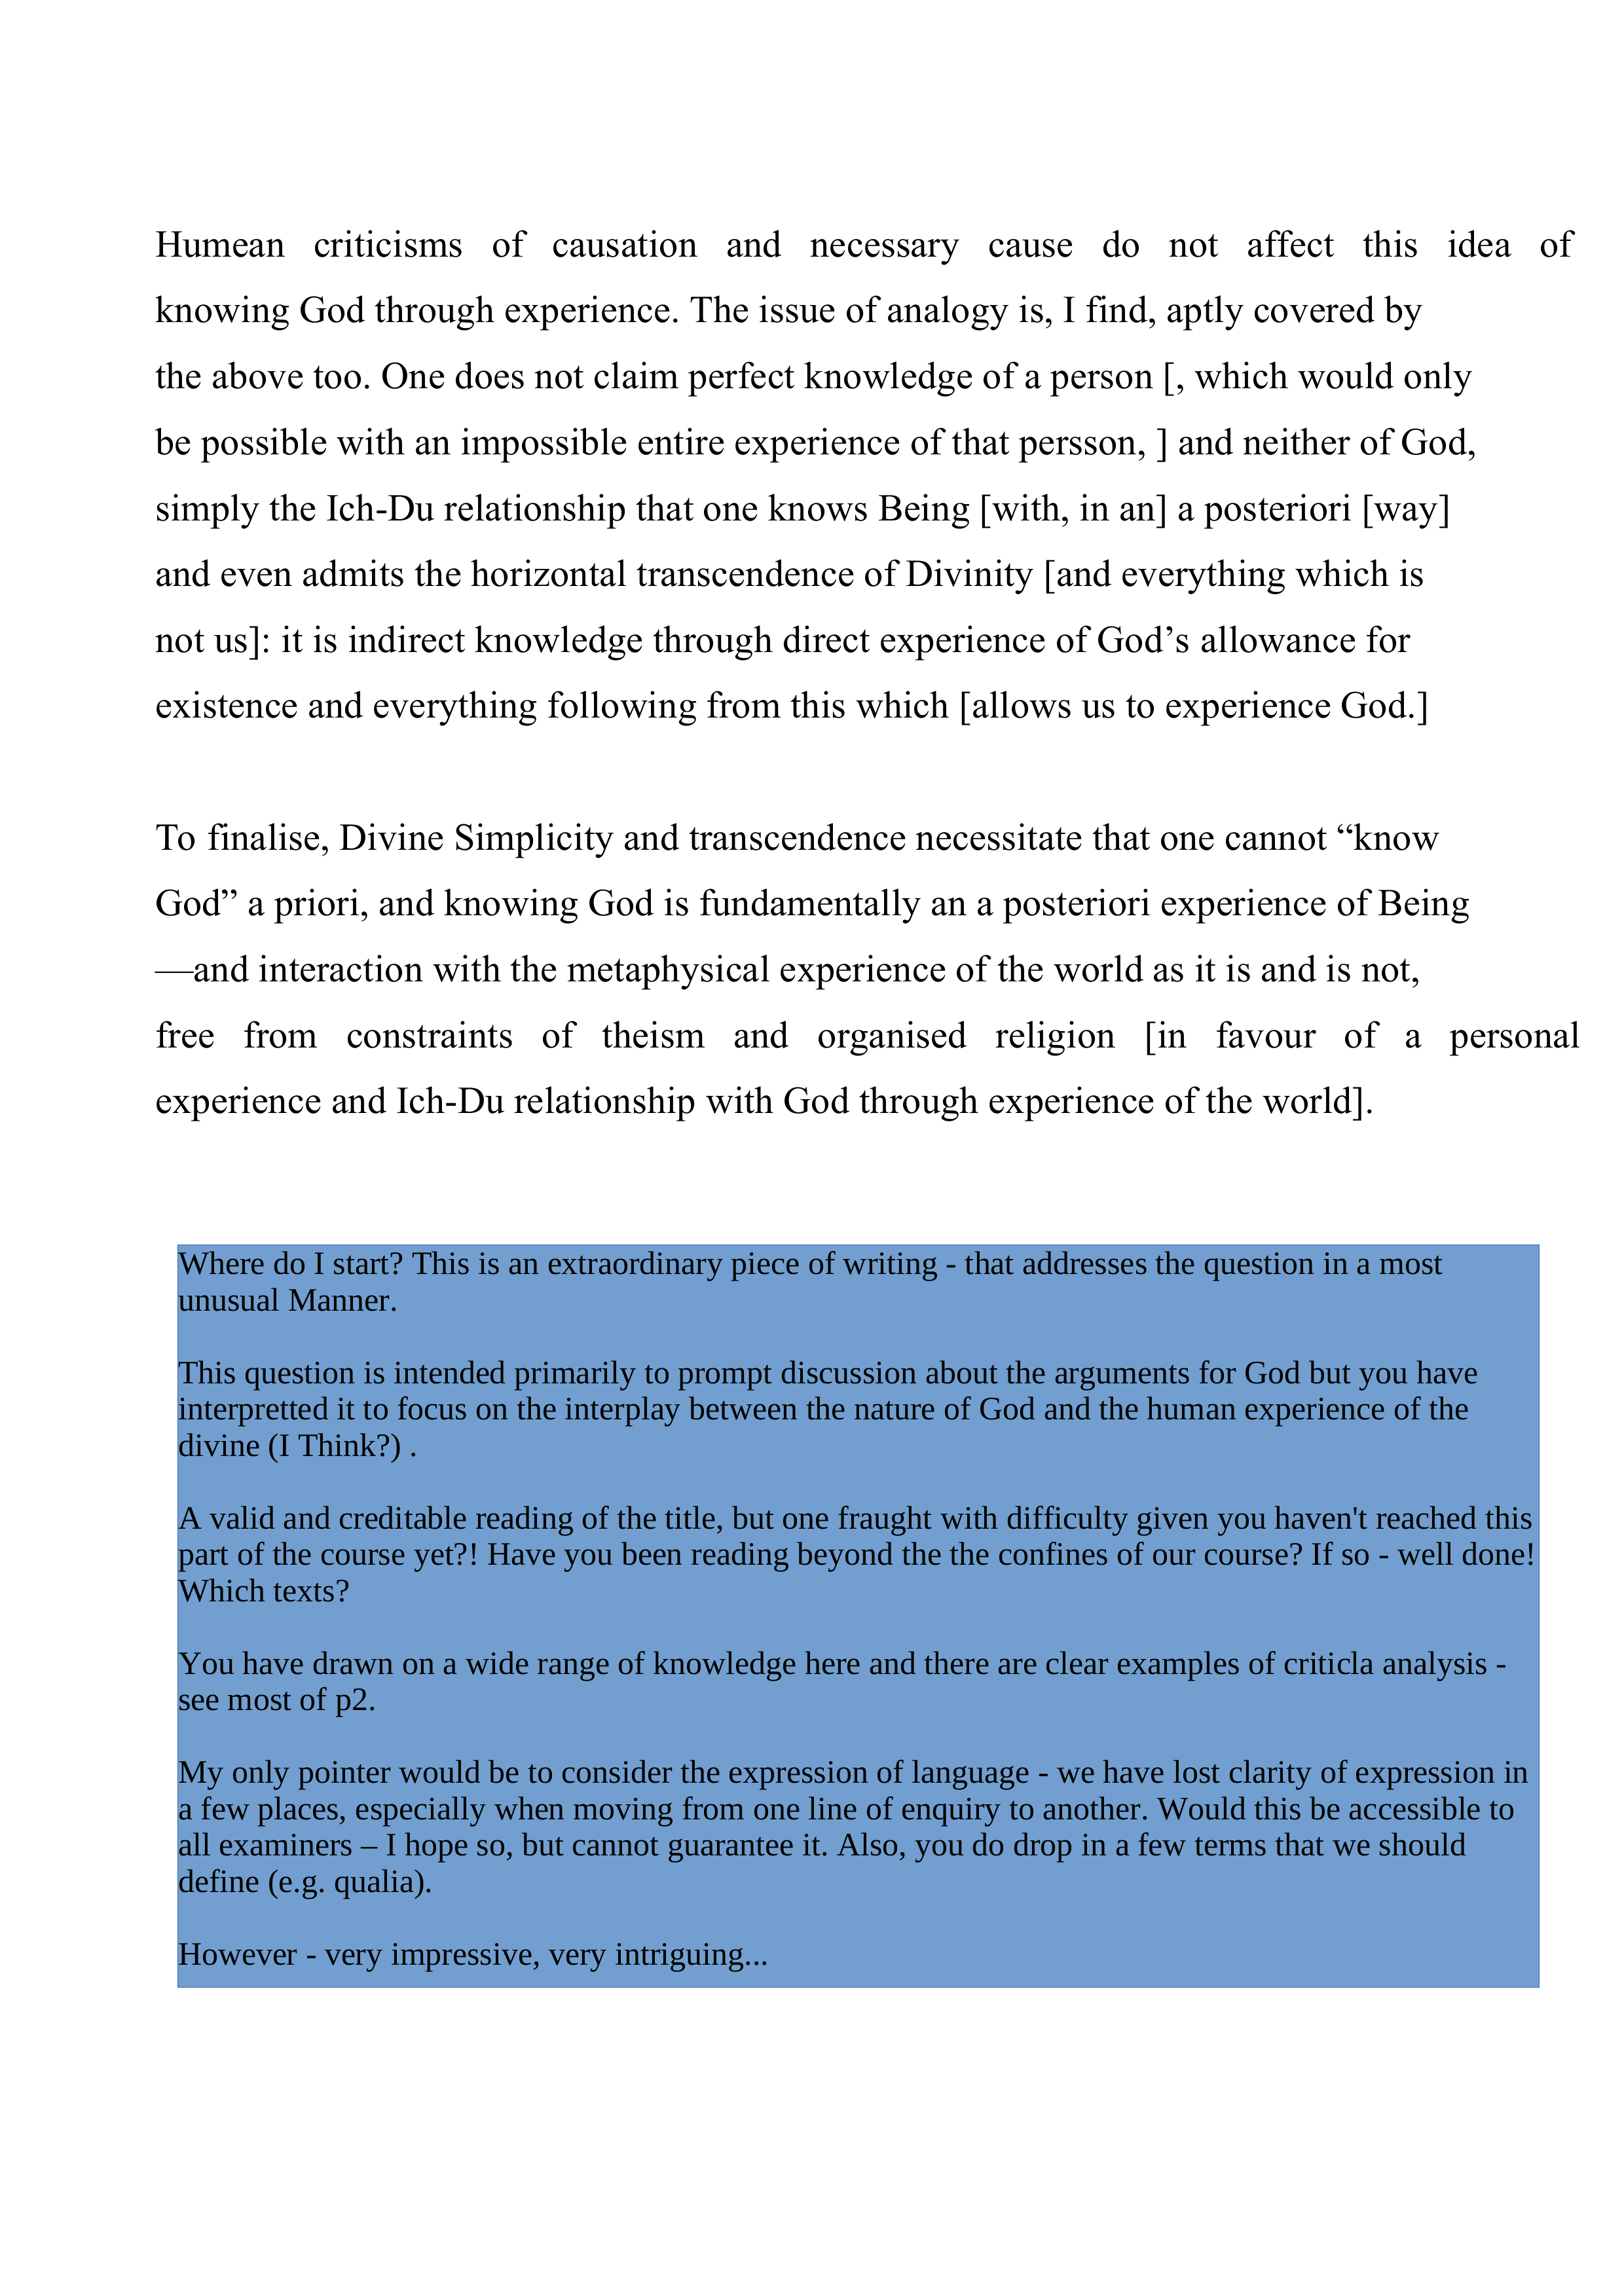 Humean criticisms of causation and necessary cause do not affect this idea of
knowing God through experience. The issue of analogy is, I find, aptly covered by
the above too. One does not claim perfect knowledge of a person [, which would only
be possible with an impossible entire experience of that persson, ] and neither of God,
simply the Ich-Du relationship that one knows Being [with, in an] a posteriori [way]
and even admits the horizontal transcendence of Divinity [and everything which is
not us]: it is indirect knowledge through direct experience of God’s allowance for
existence and everything following from this which [allows us to experience God.]
To finalise, Divine Simplicity and transcendence necessitate that one cannot “know
God” a priori, and knowing God is fundamentally an a posteriori experience of Being
—and interaction with the metaphysical experience of the world as it is and is not,
free from constraints of theism and organised religion [in favour of a personal
experience and Ich-Du relationship with God through experience of the world].
Where do I start? This is an extraordinary piece of writing - that addresses the question in a most
unusual Manner.
This question is intended primarily to prompt discussion about the arguments for God but you have
interpretted it to focus on the interplay between the nature of God and the human experience of the
divine (I Think?) .
A valid and creditable reading of the title, but one fraught with difficulty given you haven't reached this
part of the course yet?! Have you been reading beyond the the confines of our course? If so - well done!
Which texts?
You have drawn on a wide range of knowledge here and there are clear examples of criticla analysis -
see most of p2.
My only pointer would be to consider the expression of language - we have lost clarity of expression in
a few places, especially when moving from one line of enquiry to another. Would this be accessible to
all examiners – I hope so, but cannot guarantee it. Also, you do drop in a few terms that we should
define (e.g. qualia).
However - very impressive, very intriguing...